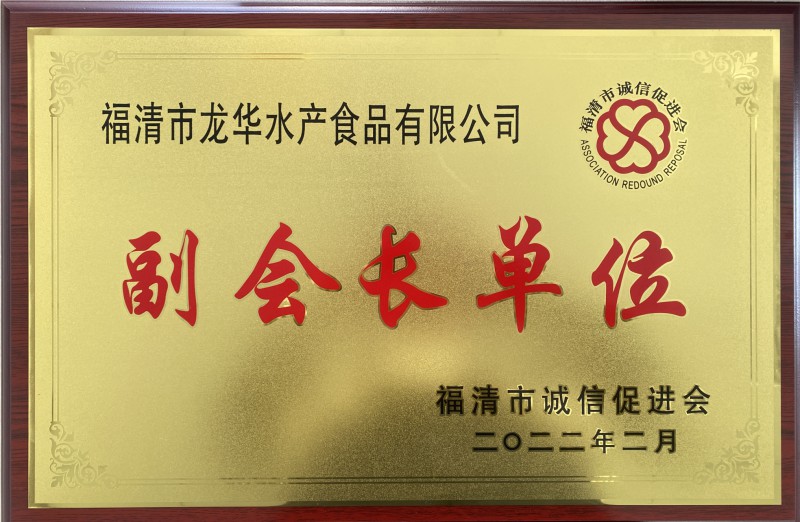 福清市龙华水产食品有限公司
福清市诚信促进会
ASSOCIATION REDOUND REPOSAL
副会长单位
福清市诚信促进会
二〇二二年二月